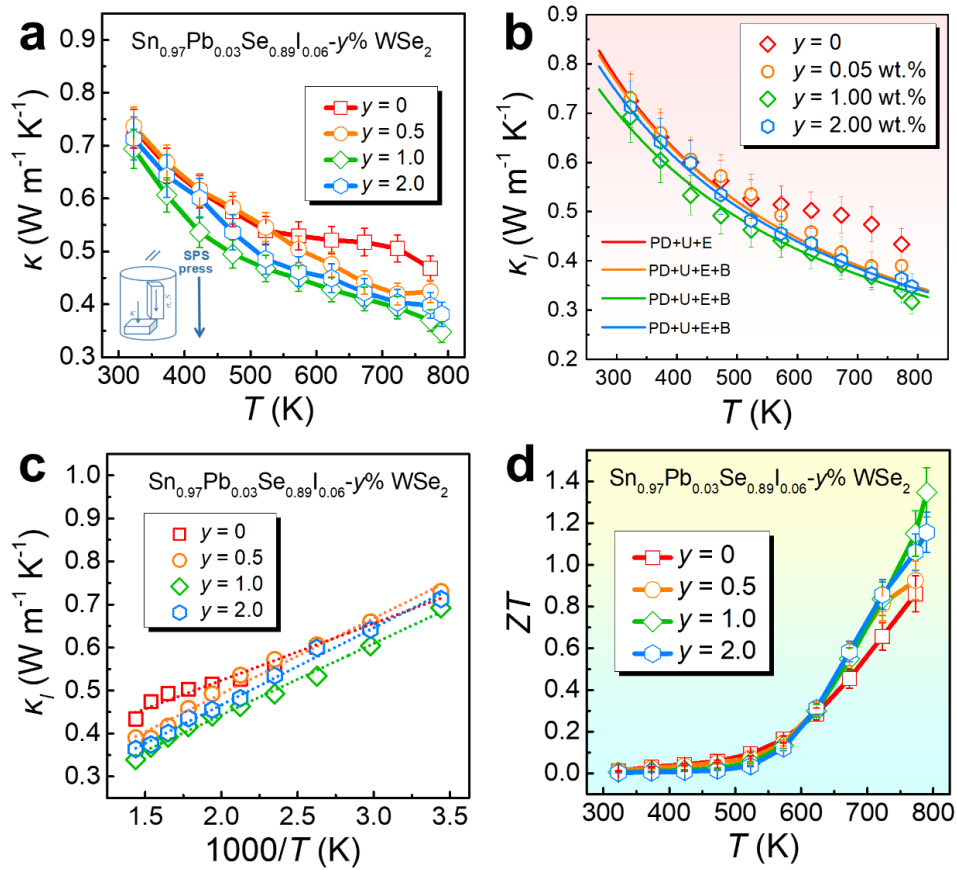 a
Sn0.97Pb0.03Se0.89I0.06-y% WSe2
y = 0
y = 0.5
y = 1.0
y = 2.0
//
SPS
press
0.9
0.8
0.7
0.6
0.5
0.4
0.3
κ (W m⁻¹ K⁻¹)
300 400 500 600 700 800
T (K)
b
y = 0
y = 0.05 wt.%
y = 1.00 wt.%
y = 2.00 wt.%
PD+U+E
PD+U+E+B
PD+U+E+B
PD+U+E+B
0.9
0.8
0.7
0.6
0.5
0.4
0.3
0.2
κl (W m⁻¹ K⁻¹)
300 400 500 600 700 800
T (K)
c
Sn0.97Pb0.03Se0.89I0.06-y% WSe2
y = 0
y = 0.5
y = 1.0
y = 2.0
0.9
0.8
0.7
0.6
0.5
0.4
0.3
κl (W m⁻¹ K⁻¹)
1.5 2.0 2.5 3.0 3.5
1000/T (K)
d
Sn0.97Pb0.03Se0.89I0.06-y% WSe2
y = 0
y = 0.5
y = 1.0
y = 2.0
1.4
1.2
1.0
0.8
0.6
0.4
0.2
0.0
ZT
300 400 500 600 700 800
T (K)